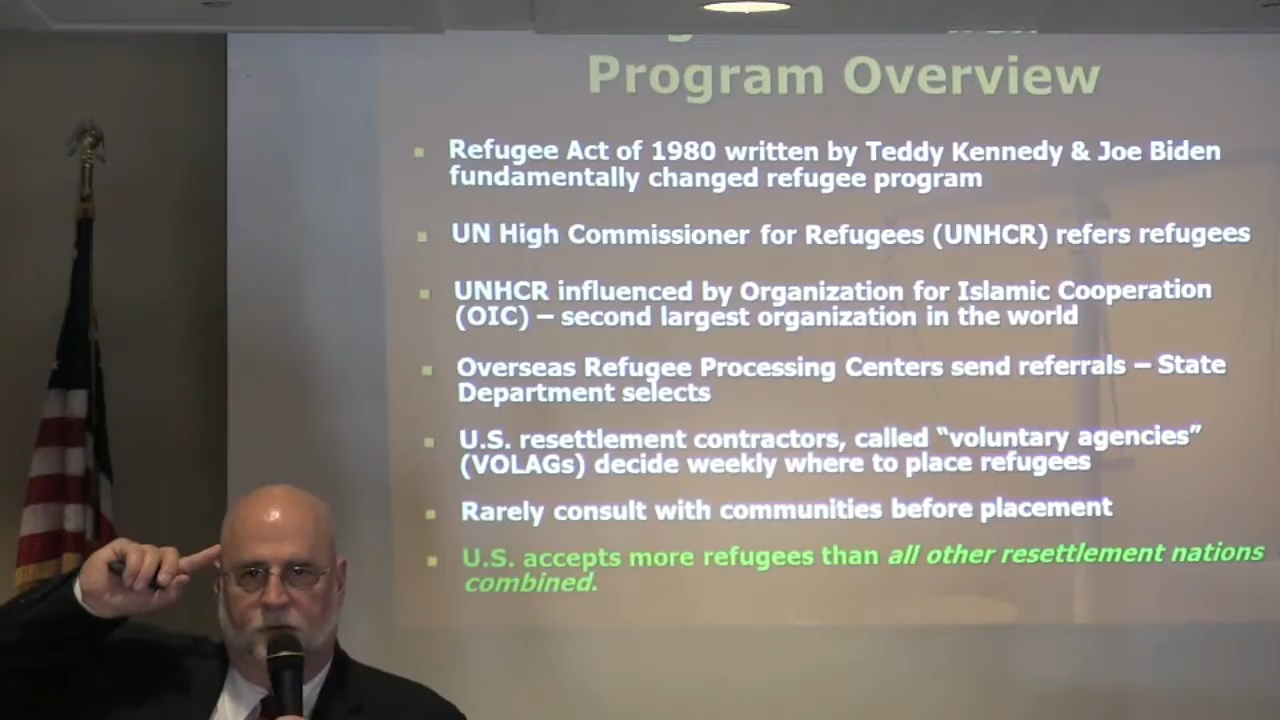 Program Overview
Refugee Act of 1980 written by Teddy Kennedy & Joe Biden
fundamentally changed refugee program
UN High Commissioner for Refugees (UNHCR) refers refugees
UNHCR influenced by Organization for Islamic Cooperation
(OIC) – second largest organization in the world
Overseas Refugee Processing Centers send referrals – State
Department selects
U.S. resettlement contractors, called “voluntary agencies”
(VOLAGs) decide weekly where to place refugees
Rarely consult with communities before placement
U.S. accepts more refugees than all other resettlement nations
combined.